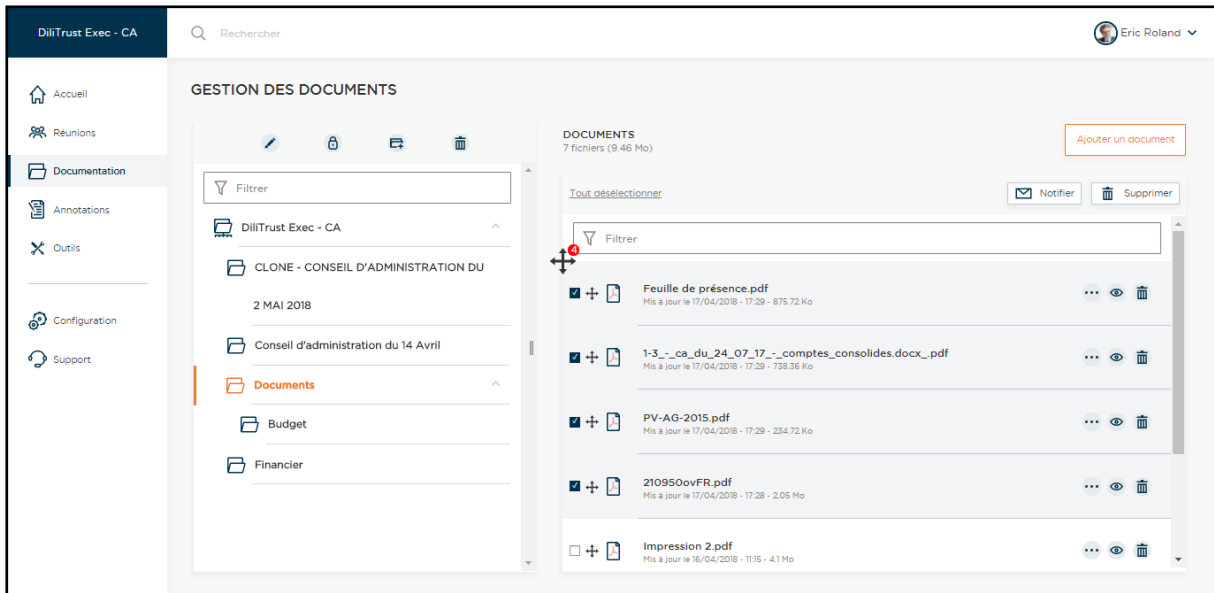 DiliTrust Exec - CA
Rechercher
Eric Roland
Accueil
Réunions
Documentation
Annotations
Outils
Configuration
Support
GESTION DES DOCUMENTS
Filtrer
DiliTrust Exec - CA
CLONE - CONSEIL D'ADMINISTRATION DU
2 MAI 2018
Conseil d'administration du 14 Avril
Documents
Budget
Financier
DOCUMENTS
7 fichiers (9.46 Mo)
Ajouter un document
Tout désélectionner
Notifier
Supprimer
Filtrer
4
Feuille de présence.pdf
Mis à jour le 17/04/2018 - 17:29 - 875.72 Ko
1-3_-_ca_du_24_07_17_-_comptes_consolides.docx_.pdf
Mis à jour le 17/04/2018 - 17:29 - 738.36 Ko
PV-AG-2015.pdf
Mis à jour le 17/04/2018 - 17:29 - 234.72 Ko
210950ovFR.pdf
Mis à jour le 17/04/2018 - 17:28 - 2.05 Mo
Impression 2.pdf
Mis à jour le 16/04/2018 - 11:15 - 4.1 Mo